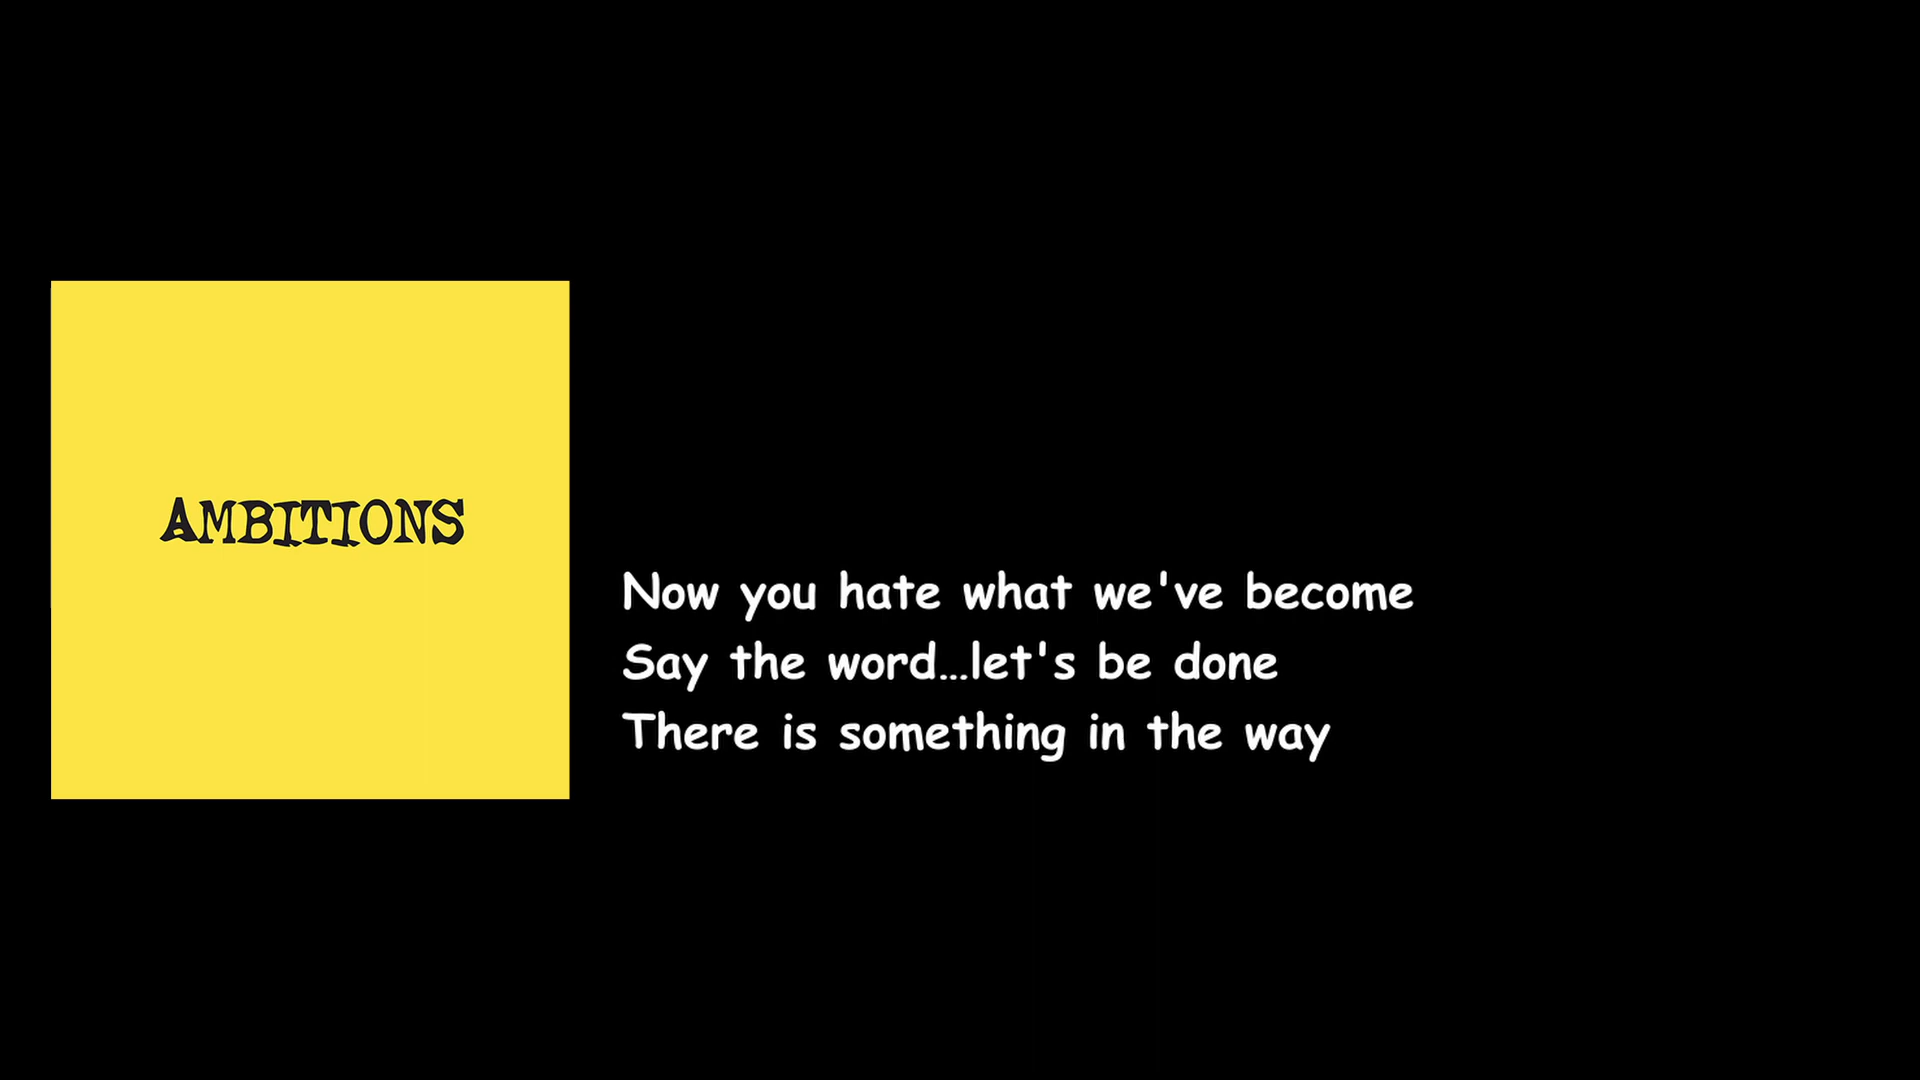 AMBITIONS
Now you hate what we've become
Say the word...let's be done
There is something in the way